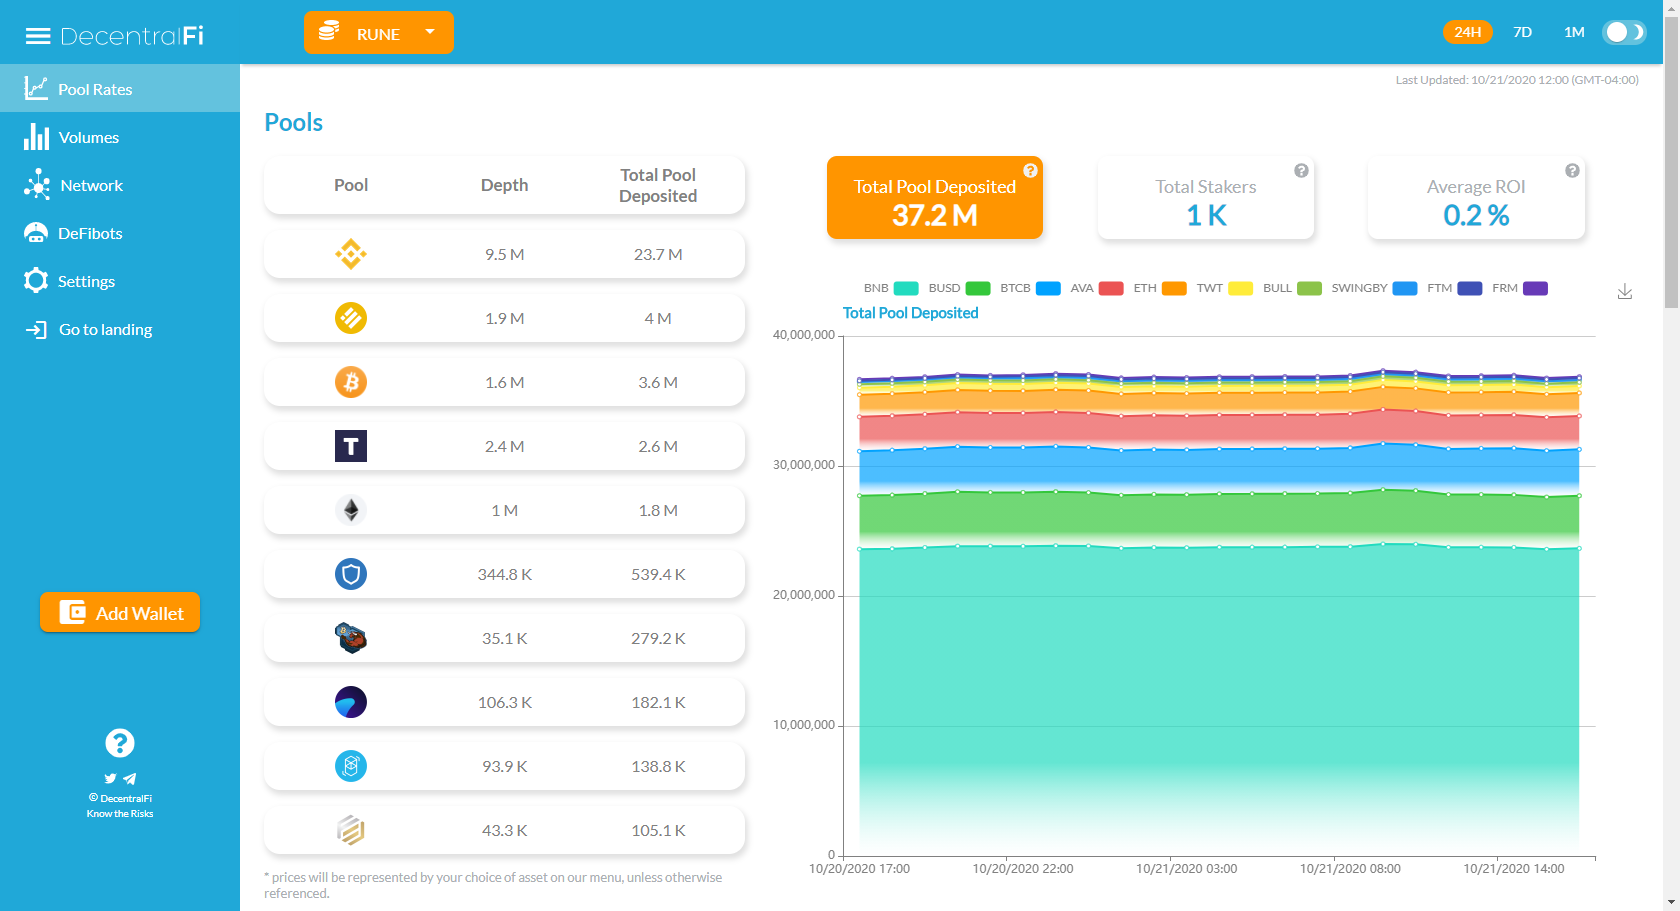 DecentralFi
RUNE
24H 7D 1M
Last Updated: 10/21/2020 12:00 (GMT-04:00)
Pool Rates
Volumes
Network
DeFibots
Settings
Go to landing
Add Wallet
?
© DecentralFi
Know the Risks
Pools
Pool Depth Total Pool
Deposited
9.5 M 23.7 M
1.9 M 4 M
1.6 M 3.6 M
T 2.4 M 2.6 M
1 M 1.8 M
344.8 K 539.4 K
35.1 K 279.2 K
106.3 K 182.1 K
93.9 K 138.8 K
43.3 K 105.1 K
* prices will be represented by your choice of asset on our menu, unless otherwise
referenced.
Total Pool Deposited ?
37.2 M
Total Stakers ?
1 K
Average ROI ?
0.2 %
BNB BUSD BTCB AVA ETH TWT BULL SWINGBY FTM FRM
Total Pool Deposited
40,000,000
30,000,000
20,000,000
10,000,000
0
10/20/2020 17:00 10/20/2020 22:00 10/21/2020 03:00 10/21/2020 08:00 10/21/2020 14:00